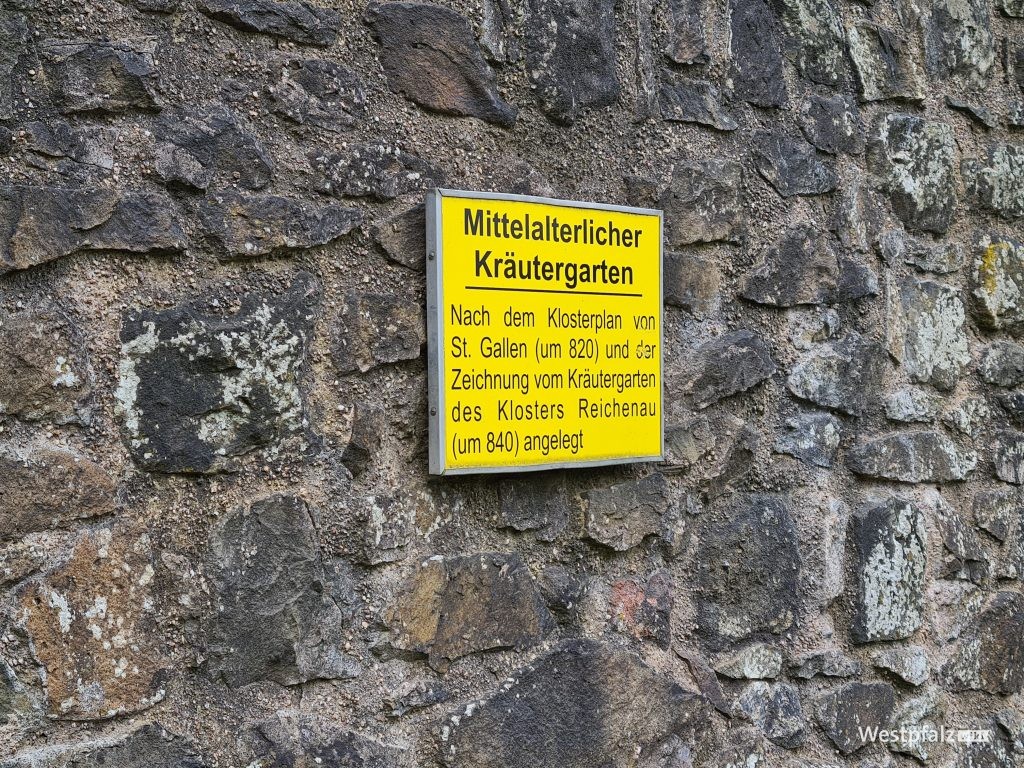 Mittelalterlicher
Kräutergarten
Nach dem Klosterplan von
St. Gallen (um 820) und der
Zeichnung vom Kräutergarten
des Klosters Reichenau
(um 840) angelegt
Westpfalz